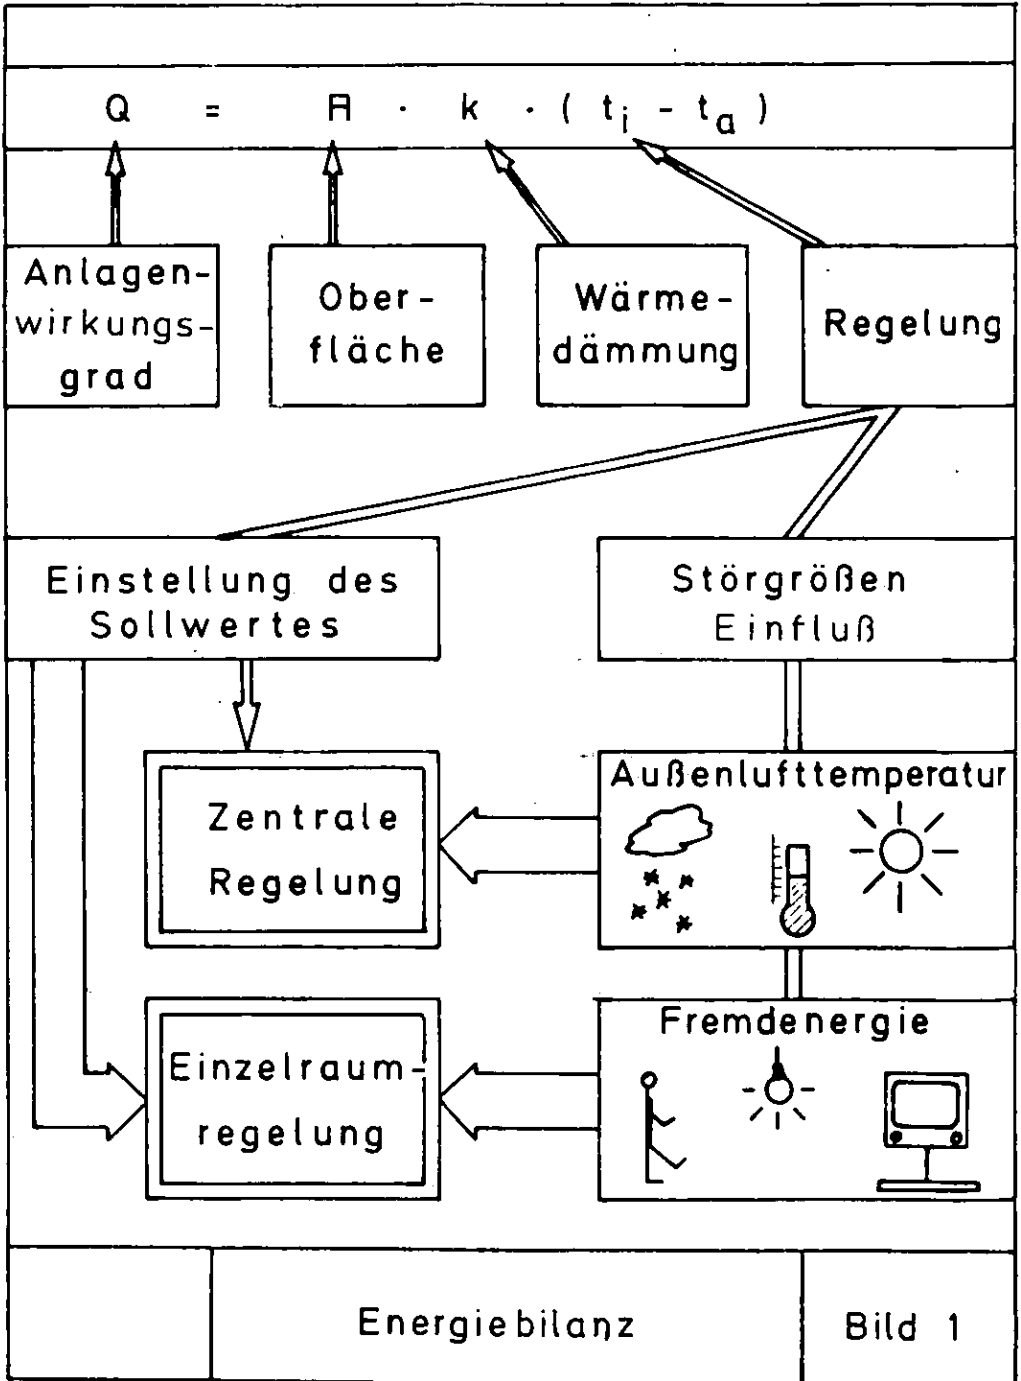 Q = A · k · ( ti - ta )
Anlagen-
wirkungs-
grad
Ober-
fläche
Wärme-
dämmung
Regelung
Einstellung des
Sollwertes
Störgrößen
Einfluß
Zentrale
Regelung
Außenlufttemperatur
Einzelraum-
regelung
Fremdenergie
Energiebilanz
Bild 1